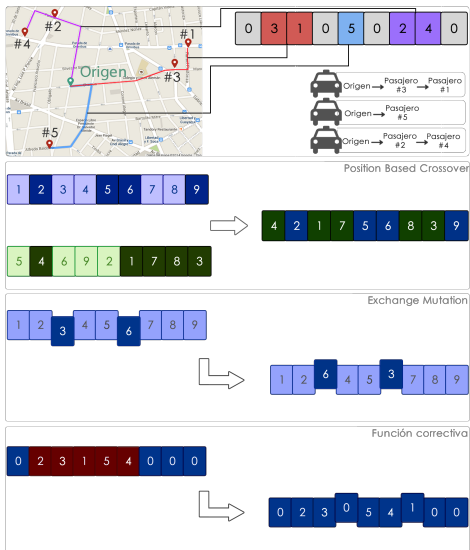 #2
#4
#1
#3
Origen
#5
0 3 1 0 5 0 2 4 0
Origen Pasajero #3 Pasajero #1
Origen Pasajero #5
Origen Pasajero #2 Pasajero #4
Position Based Crossover
1 2 3 4 5 6 7 8 9
4 2 1 7 5 6 8 3 9
5 4 6 9 2 1 7 8 3
Exchange Mutation
1 2 3 4 5 6 7 8 9
1 2 6 4 5 3 7 8 9
Función correctiva
0 2 3 1 5 4 0 0 0
0 2 3 0 5 4 1 0 0